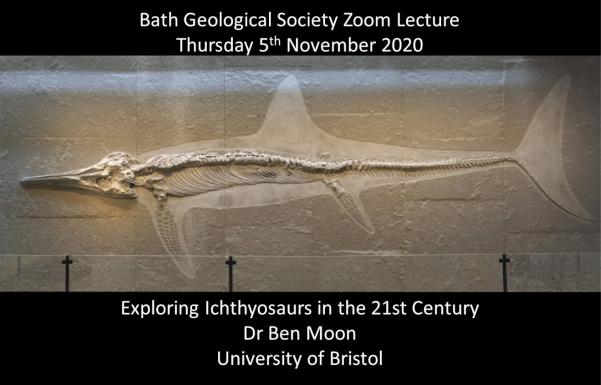 Bath Geological Society Zoom Lecture
Thursday 5th November 2020
Exploring Ichthyosaurs in the 21st Century
Dr Ben Moon
University of Bristol